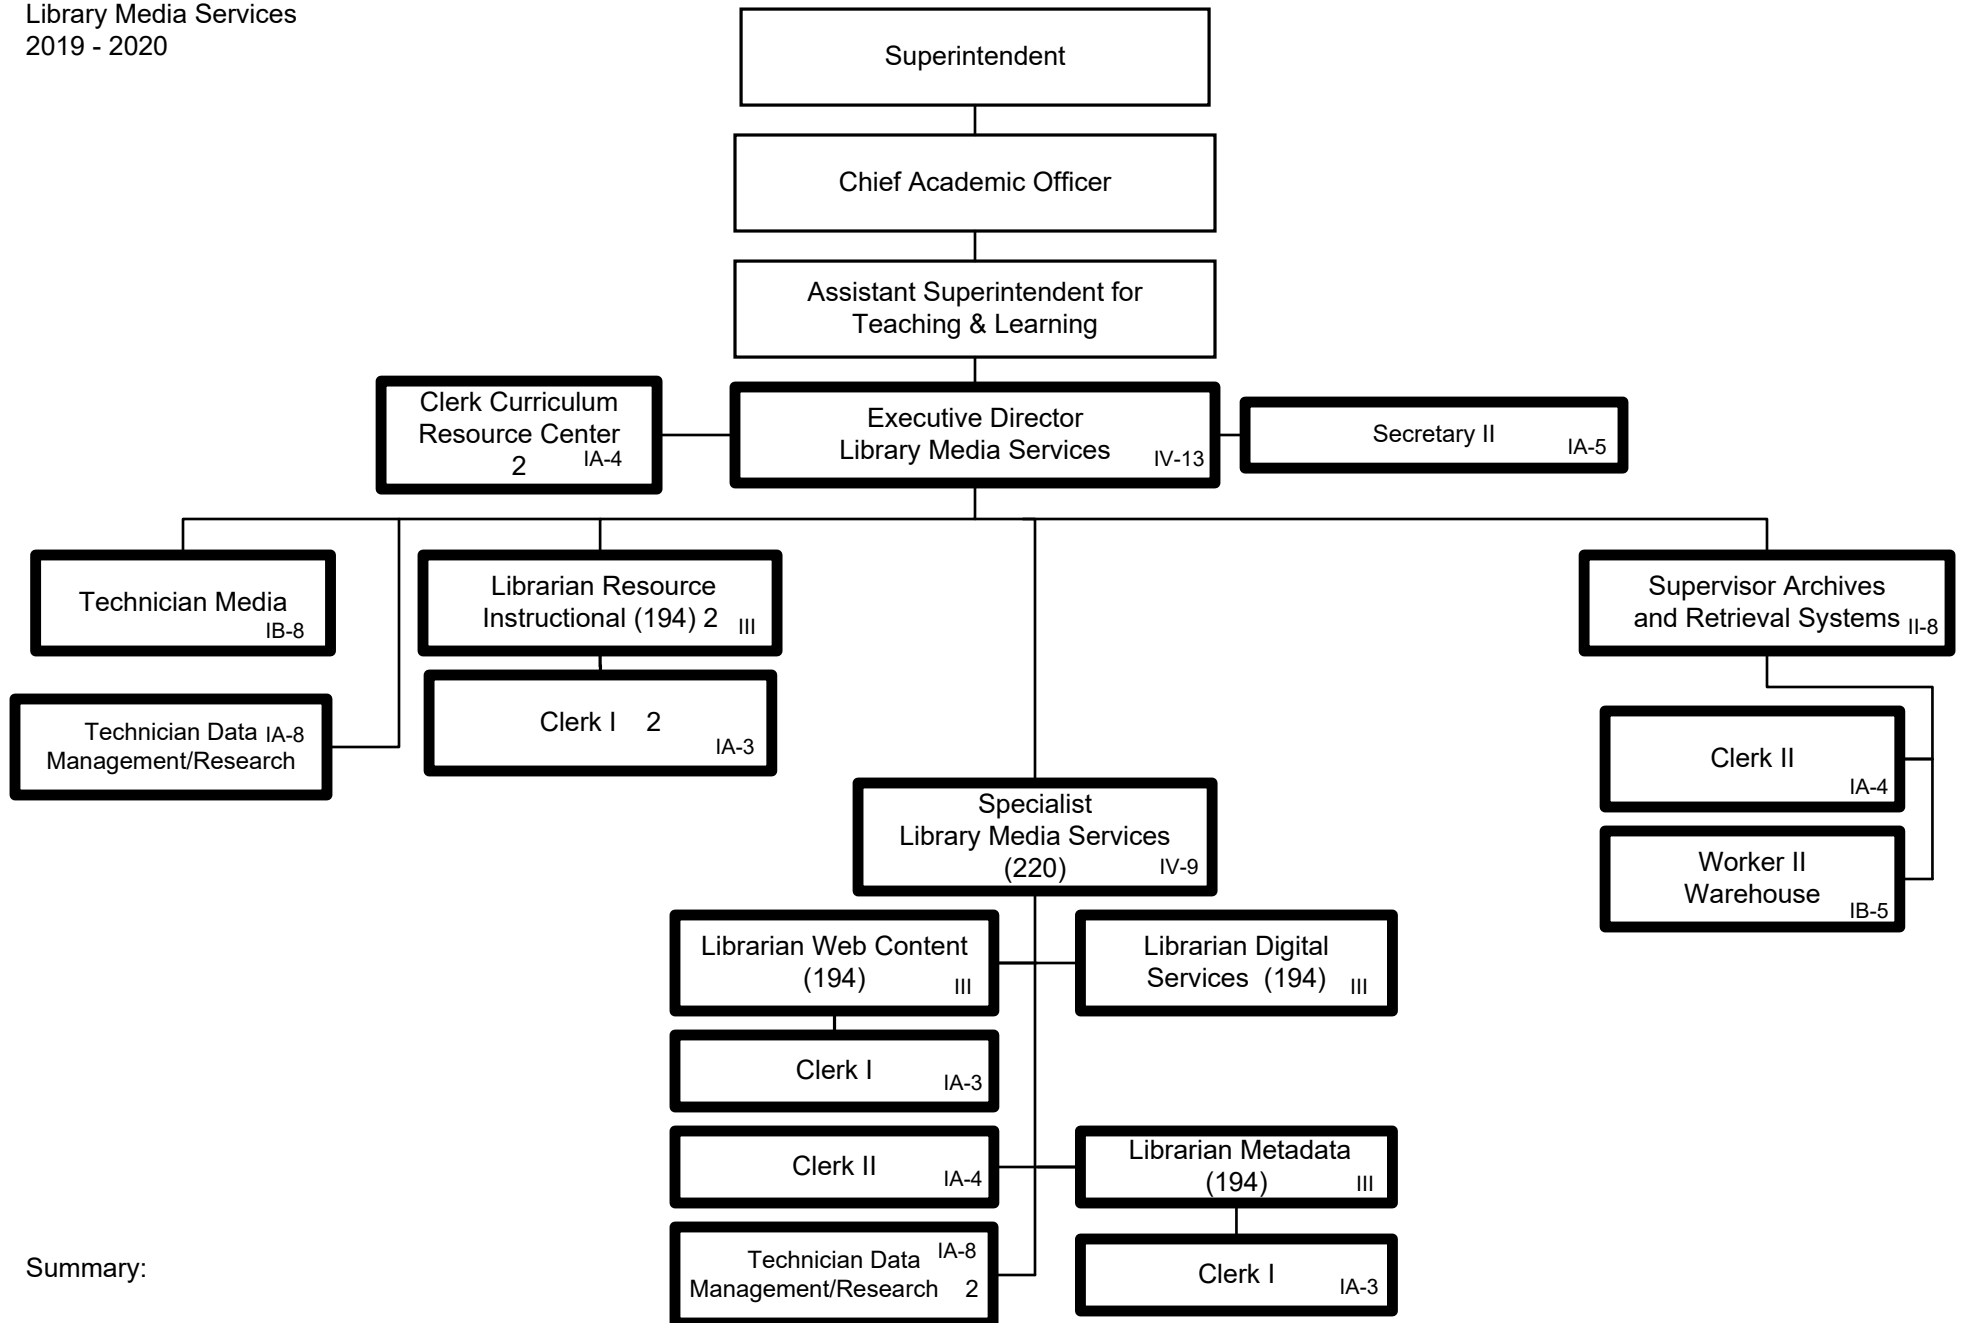 Library Media Services
2019 - 2020
Superintendent
Chief Academic Officer
Assistant Superintendent for
Teaching & Learning
Clerk Curriculum
Resource Center
2 IA-4
Executive Director
Library Media Services IV-13
Secretary II
IA-5
Technician Media
IB-8
Librarian Resource
Instructional (194) 2 III
Supervisor Archives
and Retrieval Systems II-8
Technician Data IA-8
Management/Research
Clerk I 2
IA-3
Clerk II
IA-4
Specialist
Library Media Services
(220) IV-9
Worker II
Warehouse
IB-5
Librarian Web Content
(194) III
Librarian Digital
Services (194) III
Clerk I
IA-3
Clerk II
IA-4
Librarian Metadata
(194) III
Technician Data IA-8
Management/Research 2
Clerk I
IA-3
Summary: